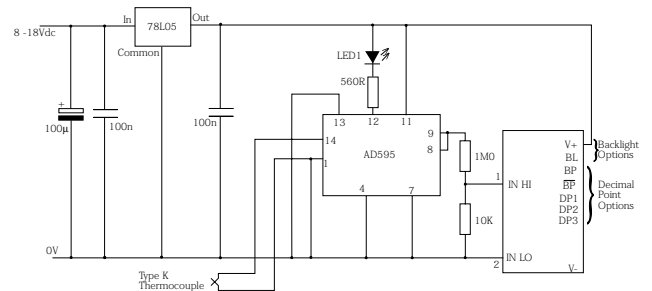 8 -18Vdc
In
78L05
Out
Common
LED1
560R
+
100µ
100n
100n
13
12
11
14
1
AD595
9
8
4
7
1M0
10K
1
IN HI
2
IN LO
V+
BL
BP
BP
DP1
DP2
DP3
V-
Backlight
Options
Decimal
Point
Options
0V
Type K
Thermocouple